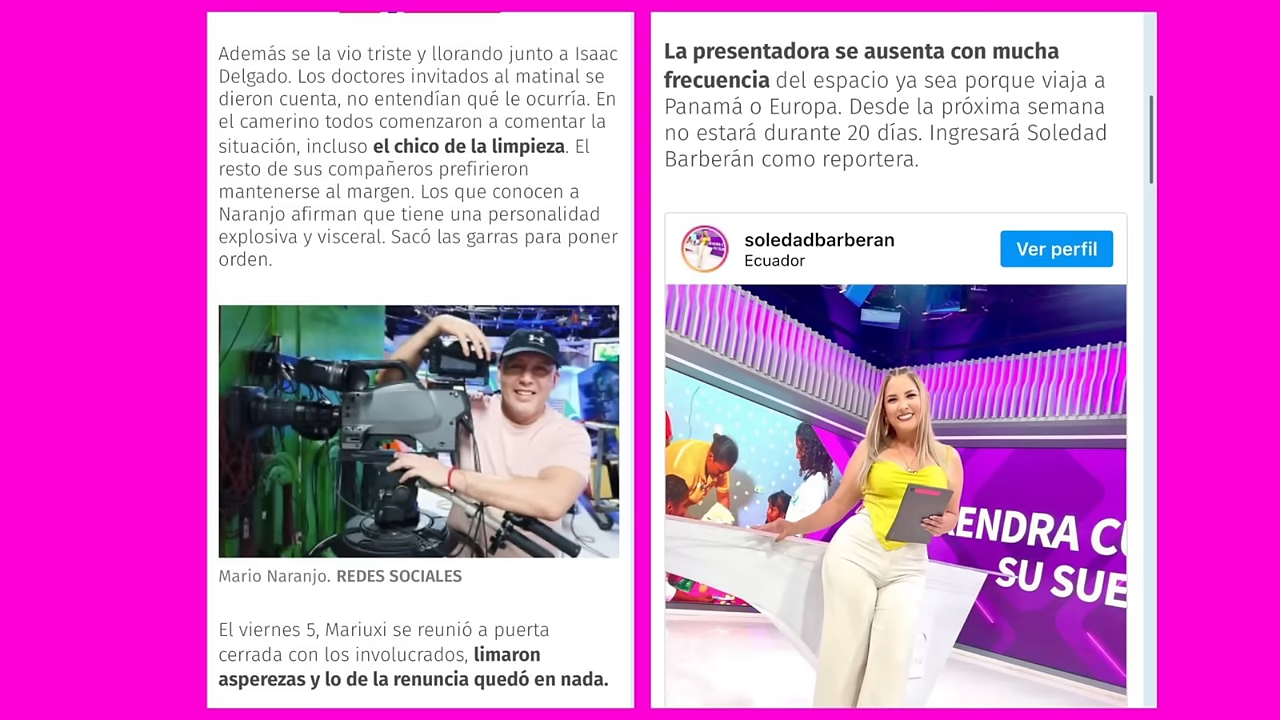 Además se la vio triste y llorando junto a Isaac
Delgado. Los doctores invitados al matinal se
dieron cuenta, no entendían qué le ocurría. En
el camerino todos comenzaron a comentar la
situación, incluso el chico de la limpieza. El
resto de sus compañeros prefirieron
mantenerse al margen. Los que conocen a
Naranjo afirman que tiene una personalidad
explosiva y visceral. Sacó las garras para poner
orden.
Mario Naranjo. REDES SOCIALES
El viernes 5, Mariuxi se reunió a puerta
cerrada con los involucrados, limaron
asperezas y lo de la renuncia quedó en nada.
La presentadora se ausenta con mucha
frecuencia del espacio ya sea porque viaja a
Panamá o Europa. Desde la próxima semana
no estará durante 20 días. Ingresará Soledad
Barberán como reportera.
soledadbarberan
Ecuador
Ver perfil
ENDRA CU
SU SUE